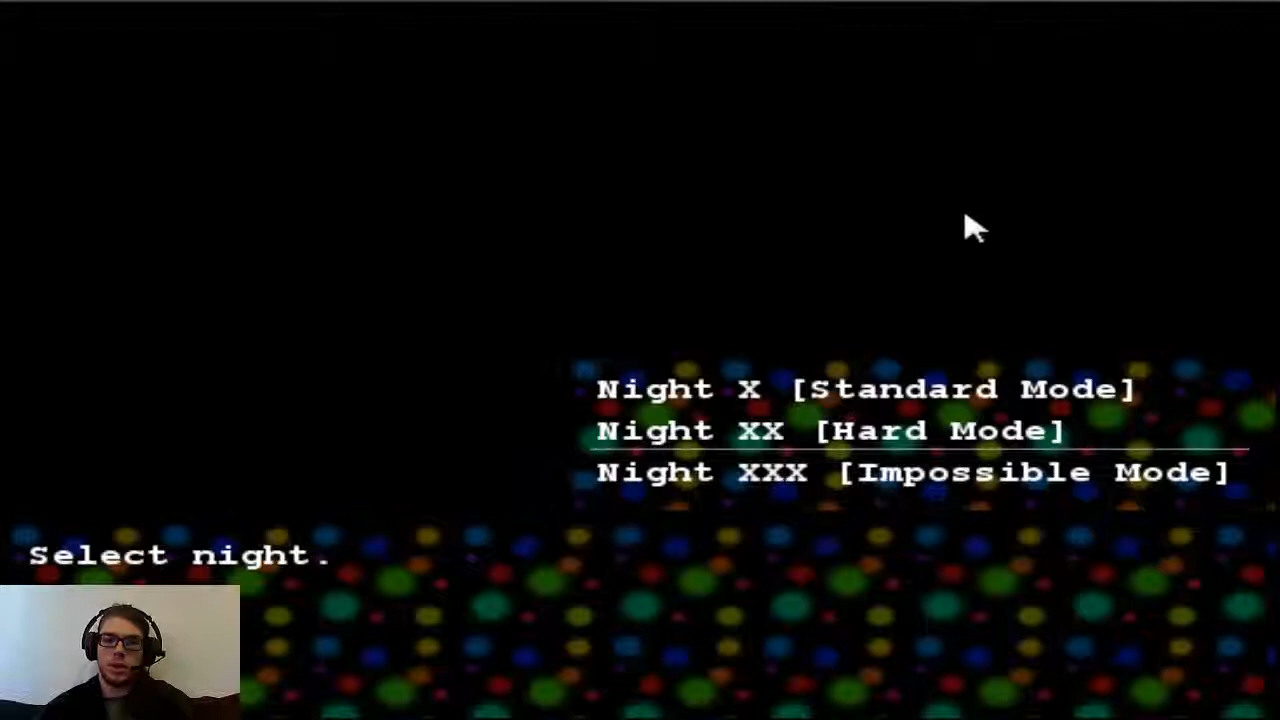 Night X [Standard Mode]
Night XX [Hard Mode]
Night XXX [Impossible Mode]
Select night.